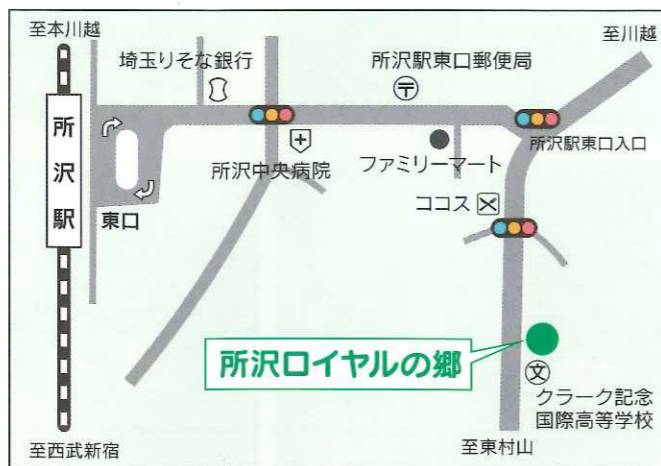 至本川越
至川越
埼玉りそな銀行
所沢駅東口郵便局
〒
所沢駅
所沢駅東口入口
所沢中央病院
ファミリーマート
東口
ココス
所沢ロイヤルの郷
文
クラーク記念
国際高等学校
至西武新宿
至東村山